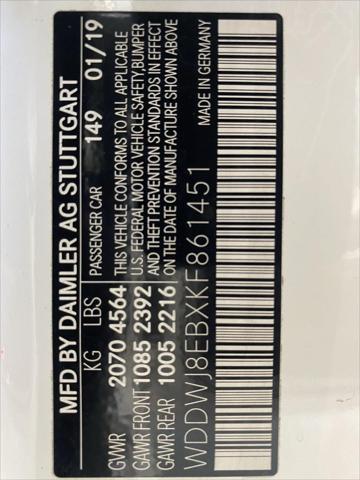 MFD BY DAIMLER AG STUTTGART
KG LBS PASSENGER CAR 149 01/19
GVWR 2070 4564 THIS VEHICLE CONFORMS TO ALL APPLICABLE
GAWR FRONT 1085 2392 U.S. FEDERAL MOTOR VEHICLE SAFETY,BUMPER
GAWR REAR 1005 2216 AND THEFT PREVENTION STANDARDS IN EFFECT
ON THE DATE OF MANUFACTURE SHOWN ABOVE
WDDWJ8EBXKF861451
MADE IN GERMANY